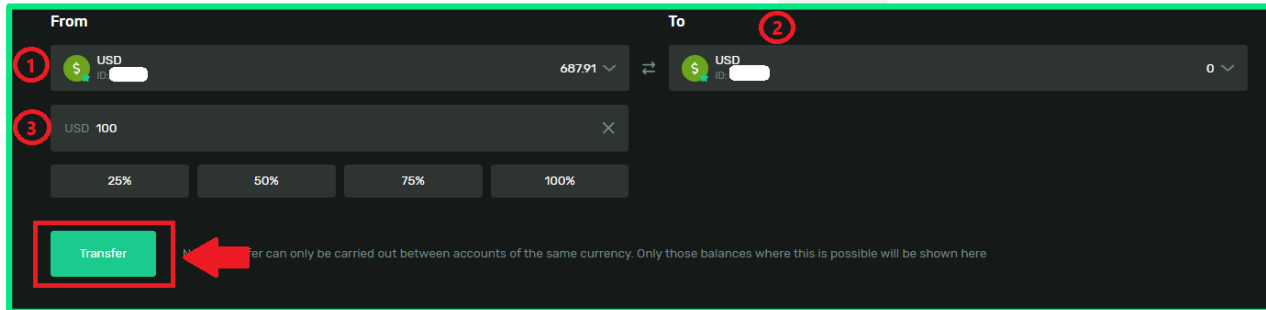 From
To
2
1
USD
ID:
687.91
USD
ID:
0
3
USD 100
25%
50%
75%
100%
Transfer
can only be carried out between accounts of the same currency. Only those balances where this is possible will be shown here